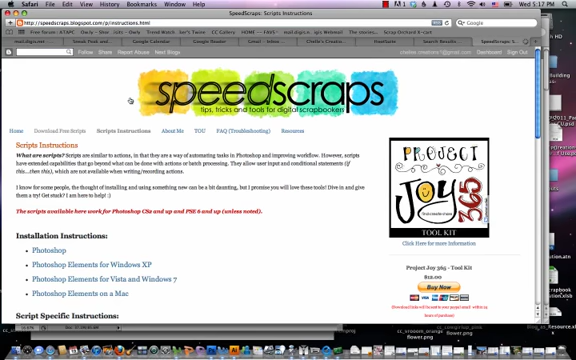 Safari File Edit View History Bookmarks Window Help
Wed 5:17 PM
SpeedScraps: Scripts Instructions
http://speedscraps.blogspot.com/p/instructions.html
Google
Google Calendar
Google Reader
SpeedScraps: S...
Follow Share Report Abuse Next Blog»
Dashboard Sign Out
speedscraps
tips, tricks and tools for digital scrapbookers
Home Download Free Scripts Scripts Instructions About Me TOU FAQ (Troubleshooting) Resources
Scripts Instructions
What are scripts? Scripts are similar to actions, in that they are a way of automating tasks in Photoshop and improving workflow. However, scripts
have extended capabilities that go beyond what can be done with actions or batch processing. They allow user input and conditional statements (if
this...then this), which are not available when writing/recording actions.
I know for some people, the thought of installing and using something new can be a bit daunting, but I promise you will love these tools! Dive in and give
them a try! Get stuck? I am here to help! :)
The scripts available here work for Photoshop CS2 and up and PSE 6 and up (unless noted).
Installation Instructions:
Photoshop
Photoshop Elements for Windows XP
Photoshop Elements for Vista and Windows 7
Photoshop Elements on a Mac
Script Specific Instructions:
PROJECT
JOY
365
TOOL KIT
Click Here for more Information
Project Joy 365 - Tool Kit
$12.00
Buy Now
flower.png